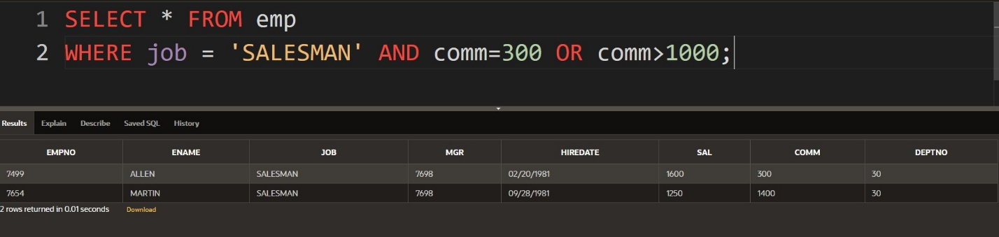 1 SELECT * FROM emp
2 WHERE job = 'SALESMAN' AND comm=300 OR comm>1000;
Results Explain Describe Saved SQL History
EMPNO ENAME JOB MGR HIREDATE SAL COMM DEPTNO
7499 ALLEN SALESMAN 7698 02/20/1981 1600 300 30
7654 MARTIN SALESMAN 7698 09/28/1981 1250 1400 30
2 rows returned in 0.01 seconds Download